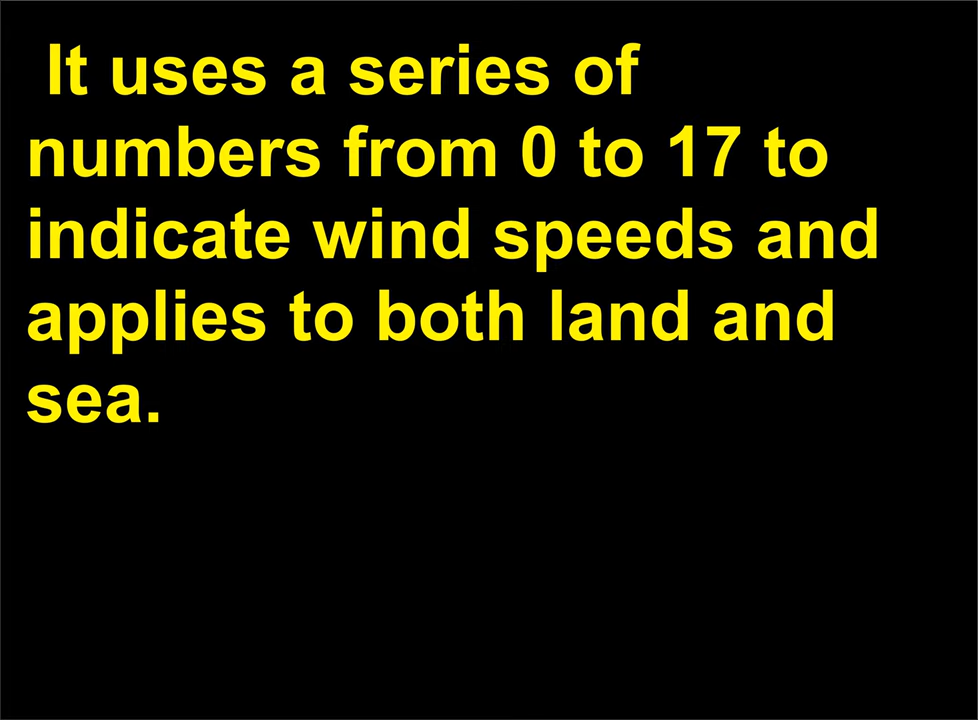 It uses a series of
numbers from 0 to 17 to
indicate wind speeds and
applies to both land and
sea.